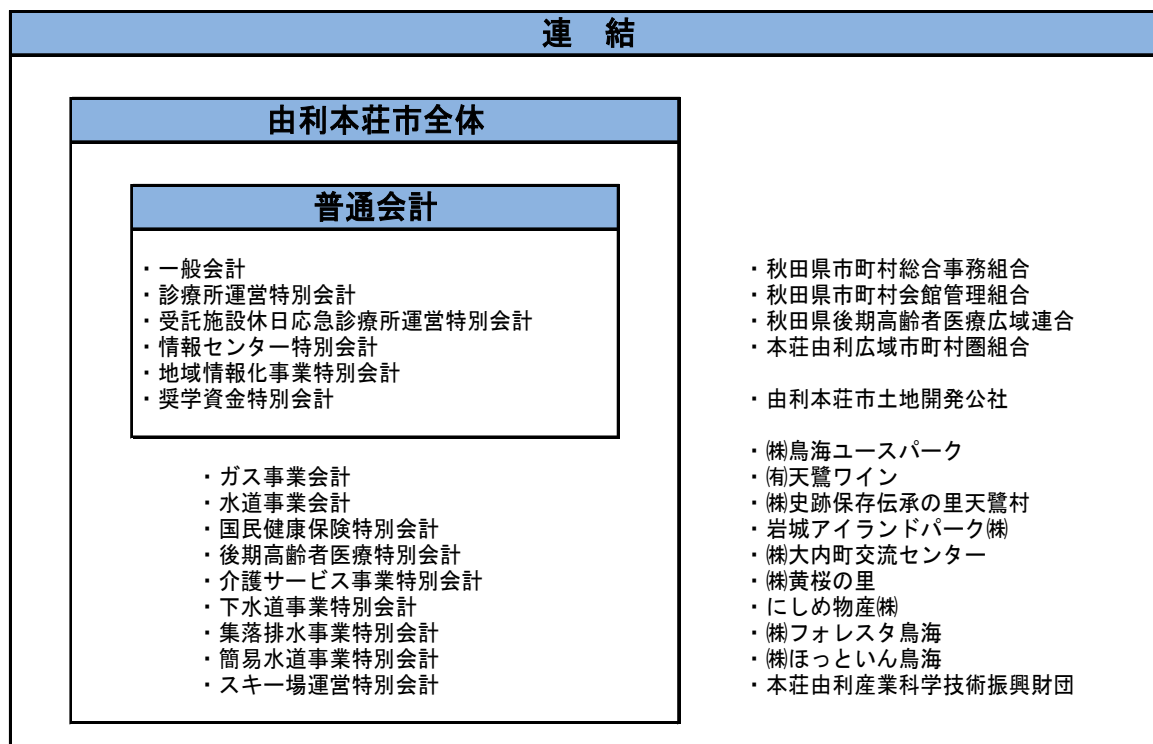 連　結
由利本荘市全体
普通会計
・一般会計
・診療所運営特別会計
・受託施設休日応急診療所運営特別会計
・情報センター特別会計
・地域情報化事業特別会計
・奨学資金特別会計
・ガス事業会計
・水道事業会計
・国民健康保険特別会計
・後期高齢者医療特別会計
・介護サービス事業特別会計
・下水道事業特別会計
・集落排水事業特別会計
・簡易水道事業特別会計
・スキー場運営特別会計
・秋田県市町村総合事務組合
・秋田県市町村会館管理組合
・秋田県後期高齢者医療広域連合
・本荘由利広域市町村圏組合
・由利本荘市土地開発公社
・㈱鳥海ユースパーク
・㈲天鷺ワイン
・㈱史跡保存伝承の里天鷺村
・岩城アイランドパーク㈱
・㈱大内町交流センター
・㈱黄桜の里
・にしめ物産㈱
・㈱フォレスタ鳥海
・㈱ほっといん鳥海
・本荘由利産業科学技術振興財団